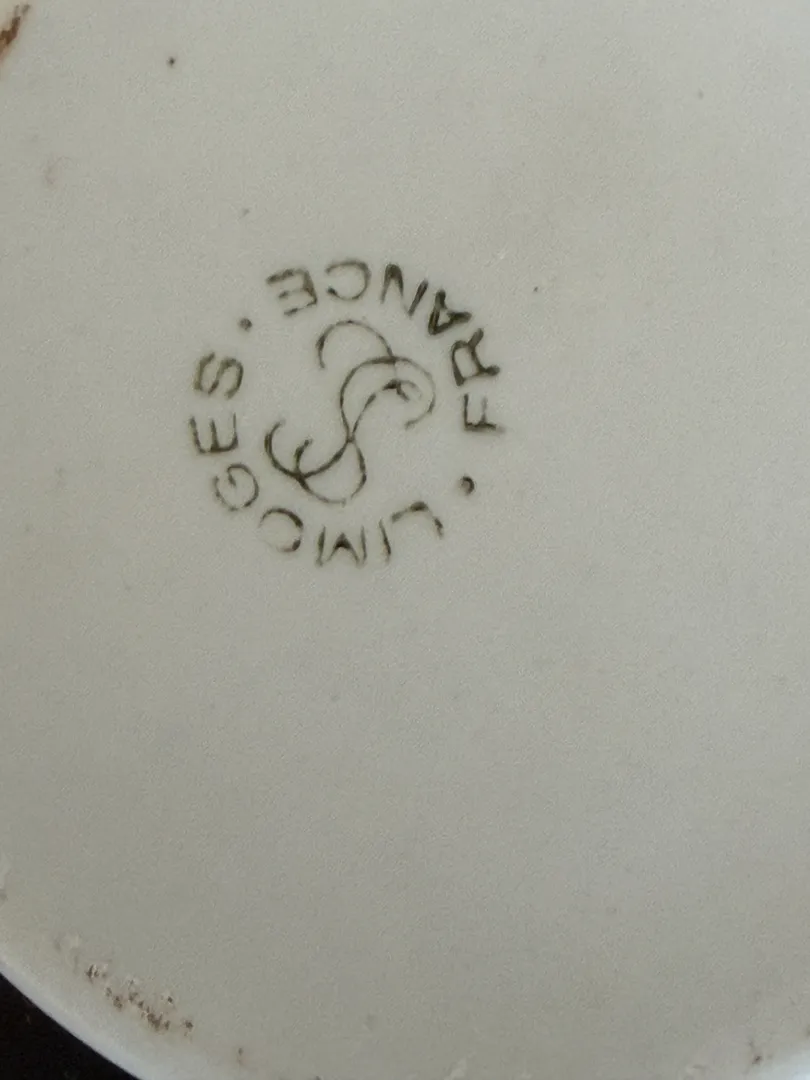 LIMOGES . FRANCE .